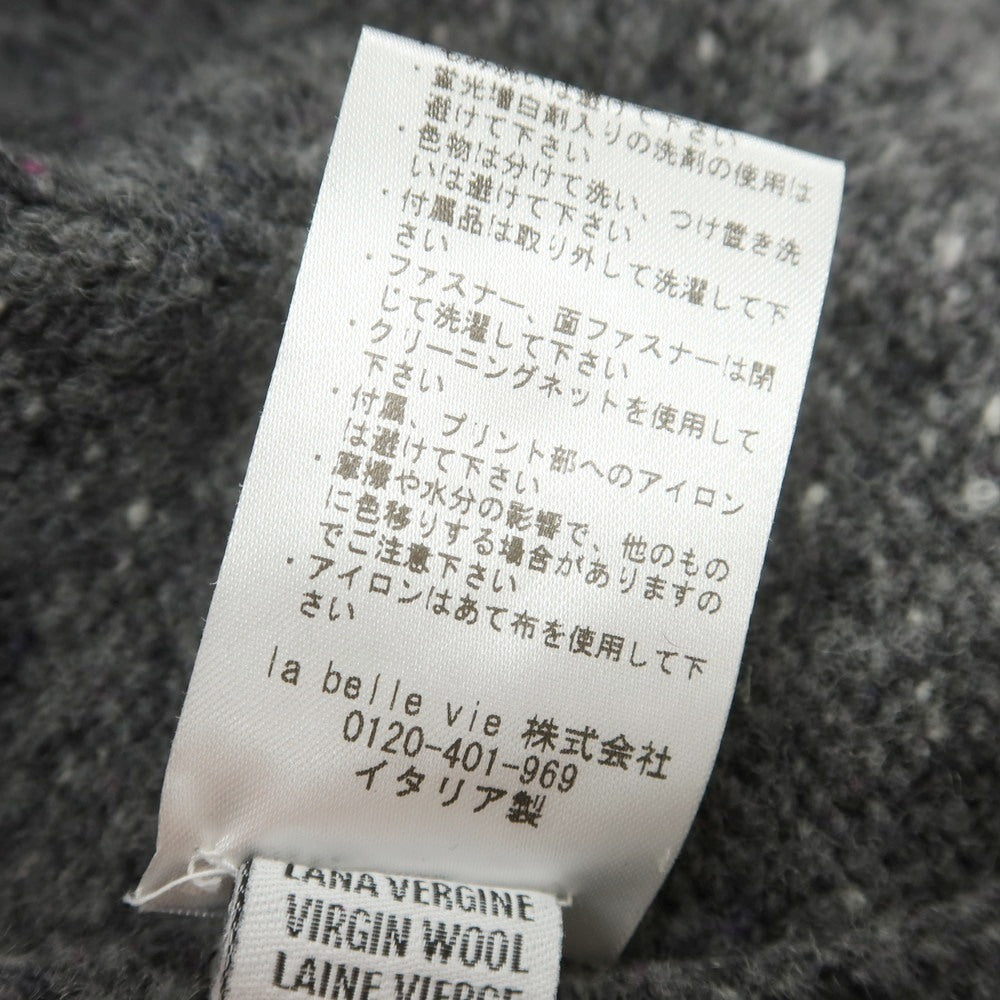 は避けて下さい
・蛍光増白剤入りの洗剤の使用は
避けて下さい
・色物は分けて洗い、つけ置き洗
いは避けて下さい
・付属品は取り外して洗濯して下
さい
・ファスナー、面ファスナーは閉
じて洗濯して下さい
・クリーニングネットを使用して
下さい
・付属、プリント部へのアイロン
は避けて下さい
・摩擦や水分の影響で、他のもの
に色移りする場合がありますの
でご注意下さい
・アイロンはあて布を使用して下
さい
la belle vie 株式会社
0120-401-969
イタリア製
LANA VERGINE
VIRGIN WOOL
LAINE VIERGE